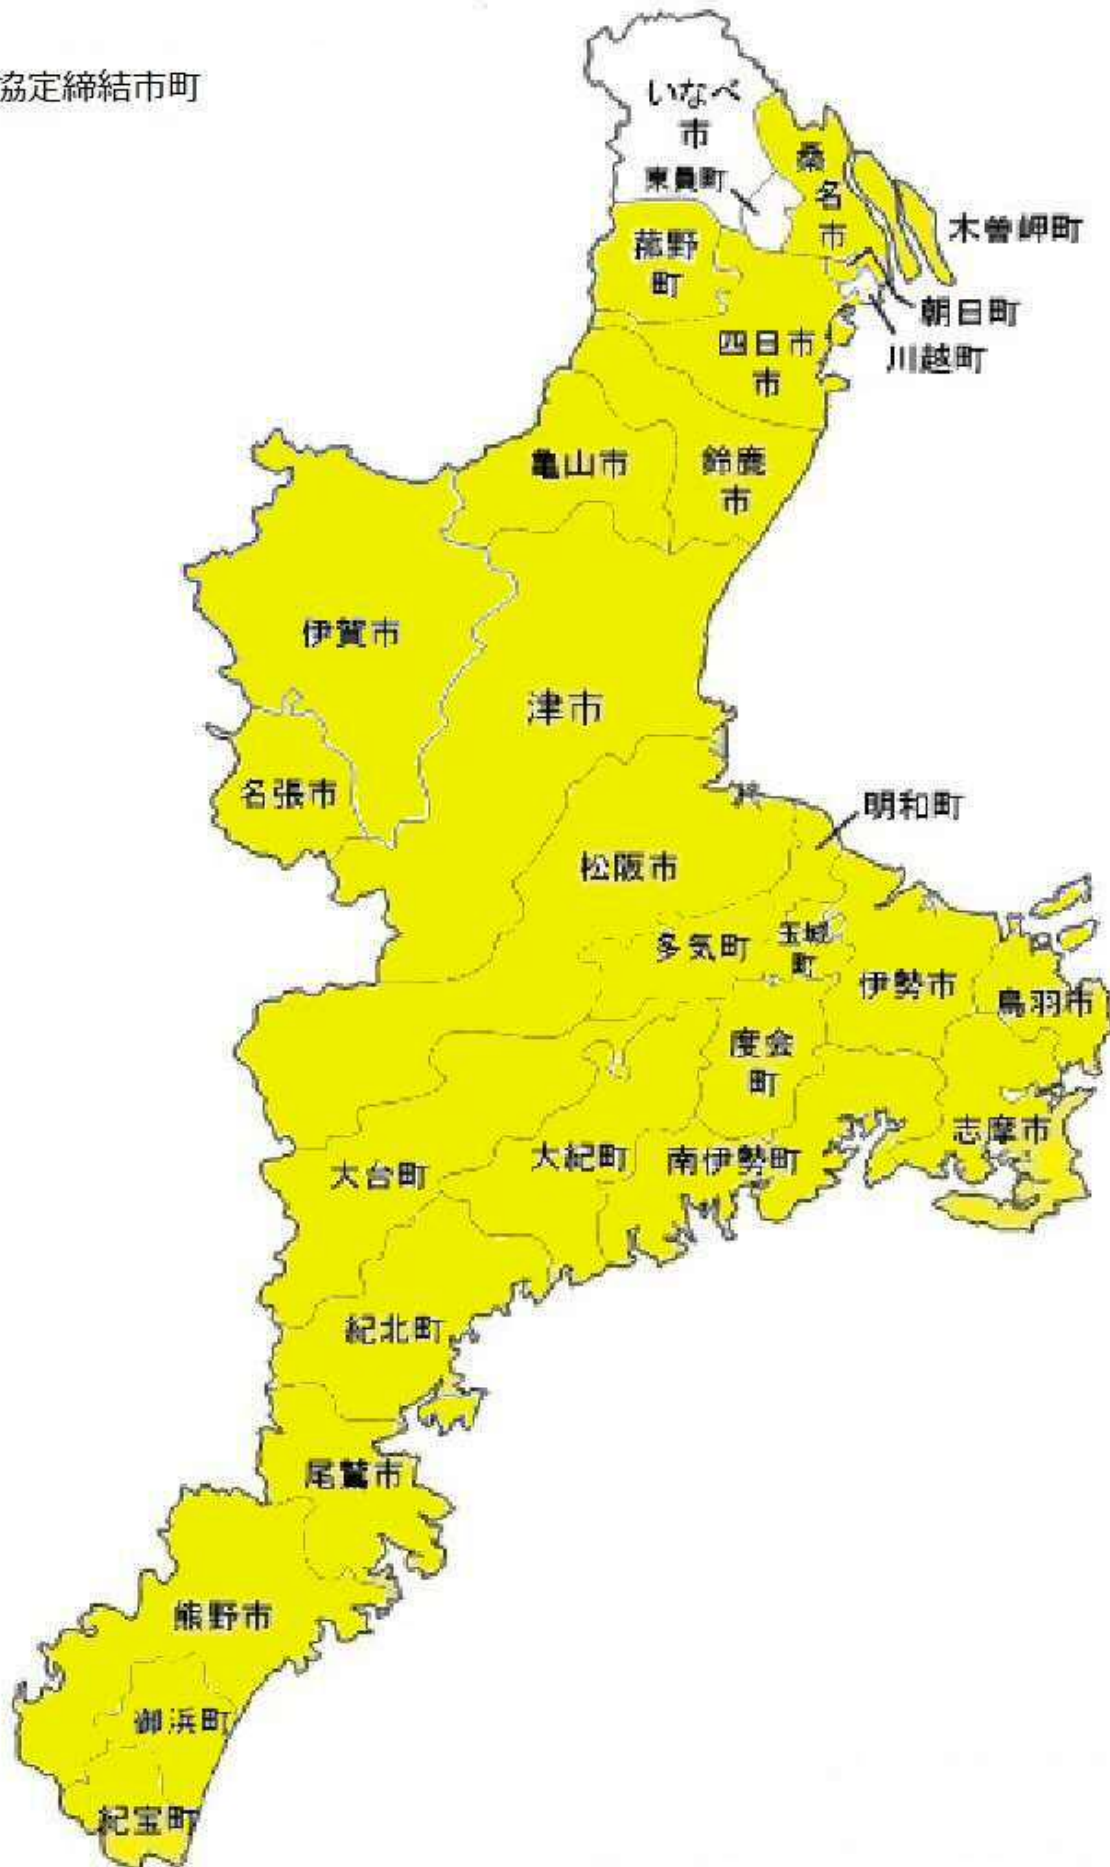 協定締結市町
いなべ
市
東員町
桑
名
市
木曽岬町
菰野
町
朝日町
川越町
四日市
市
亀山市
鈴鹿
市
伊賀市
津市
名張市
明和町
松阪市
多気町
玉城
町
伊勢市
鳥羽市
度会
町
志摩市
大紀町
南伊勢町
大台町
紀北町
尾鷲市
熊野市
御浜町
紀宝町